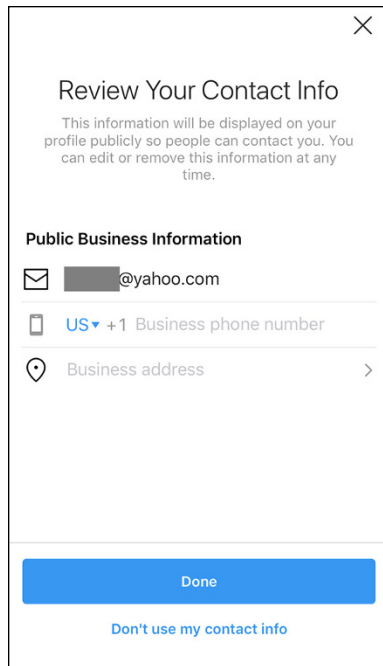 Review Your Contact Info
This information will be displayed on your
profile publicly so people can contact you. You
can edit or remove this information at any
time.
Public Business Information
@yahoo.com
US ▾ +1 Business phone number
Business address
Done
Don't use my contact info